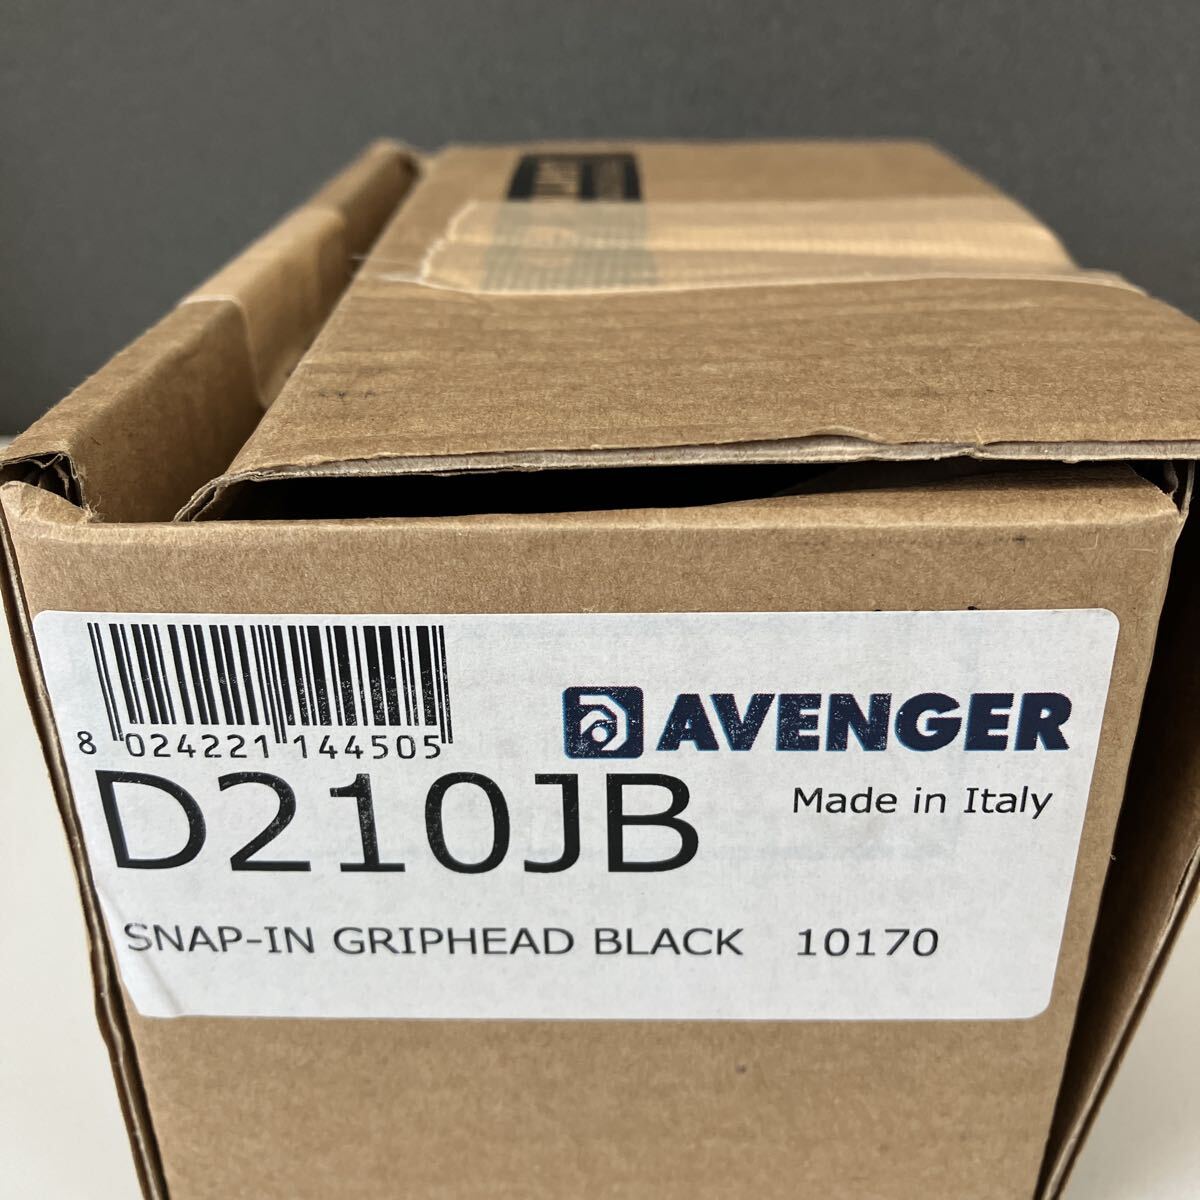 8 024221 144505
AVENGER
D210JB
Made in Italy
SNAP-IN GRIPHEAD BLACK 10170